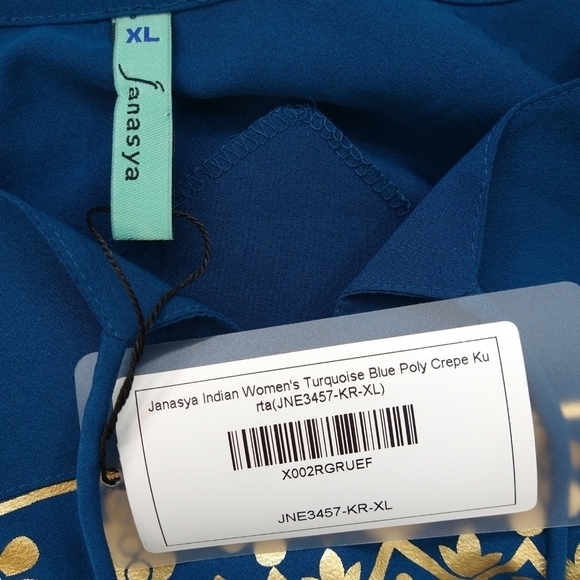 XL
Janasya
Janasya Indian Women's Turquoise Blue Poly Crepe Ku
rta(JNE3457-KR-XL)
X002RGRUEF
JNE3457-KR-XL